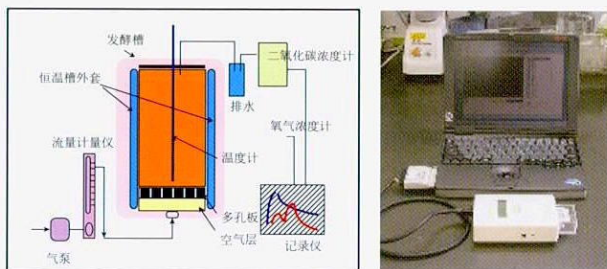 发酵槽
二氧化碳浓度计
恒温槽外套
排水
氧气浓度计
流量计量仪
温度计
多孔板
空气层
记录仪
气泵